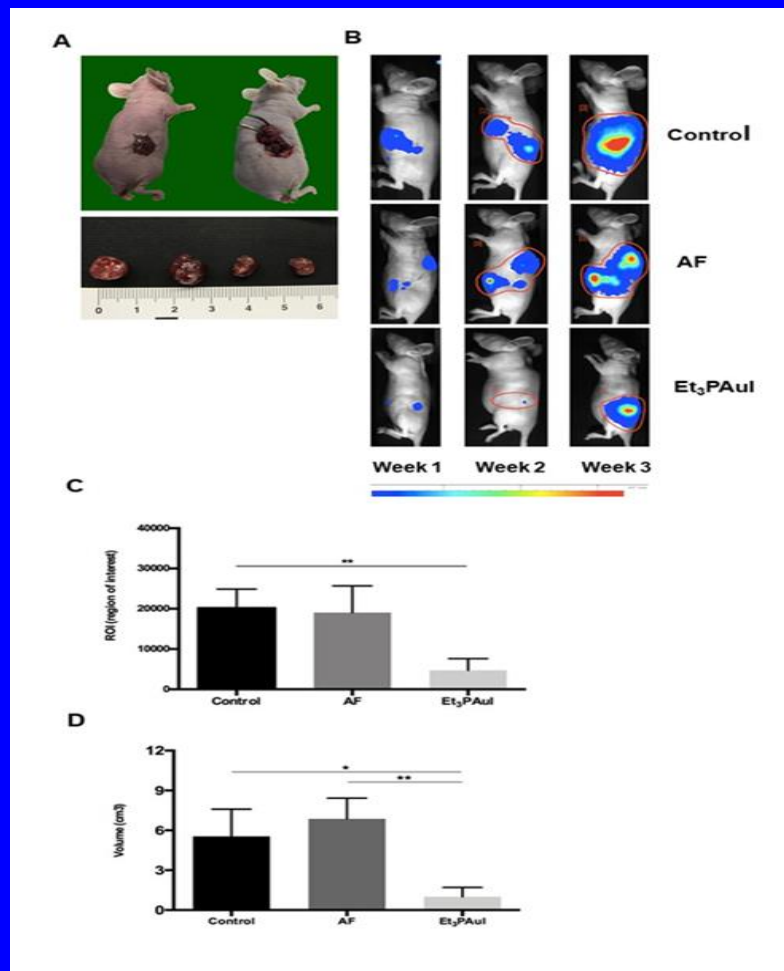 A
B
Control
AF
Et₃PAuI
0 1 2 3 4 5 6
Week 1 Week 2 Week 3
C
40000
30000
20000
10000
0
ROI (region of interest)
**
Control AF Et₃PAuI
D
12
9
6
3
0
Volume (cm3)
*
**
Control AF Et₃PAuI